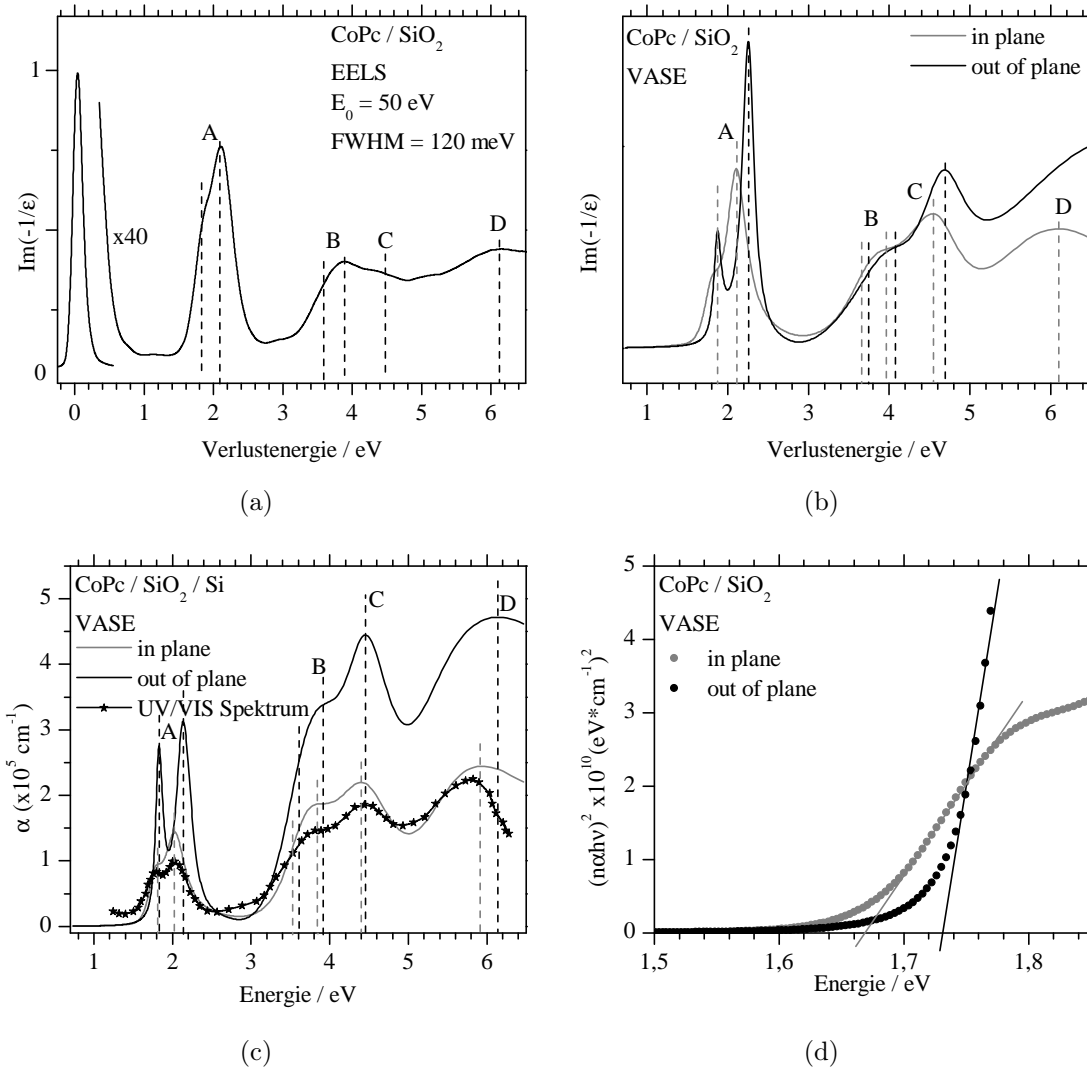 CoPc / SiO2
EELS
E0 = 50 eV
FWHM = 120 meV
A
x40
B
C
D
1
0
Im(-1/ε)
0 1 2 3 4 5 6
Verlustenergie / eV
(a)
CoPc / SiO2
VASE
in plane
out of plane
A
B
C
D
Im(-1/ε)
1 2 3 4 5 6
Verlustenergie / eV
(b)
CoPc / SiO2 / Si
VASE
in plane
out of plane
UV/VIS Spektrum
A
B
C
D
5
4
3
2
1
0
α (x10^5 cm^-1)
1 2 3 4 5 6
Energie / eV
(c)
CoPc / SiO2
VASE
in plane
out of plane
5
4
3
2
1
0
(nαhν)^2 x10^10 (eV*cm^-1)^2
1,5 1,6 1,7 1,8
Energie / eV
(d)